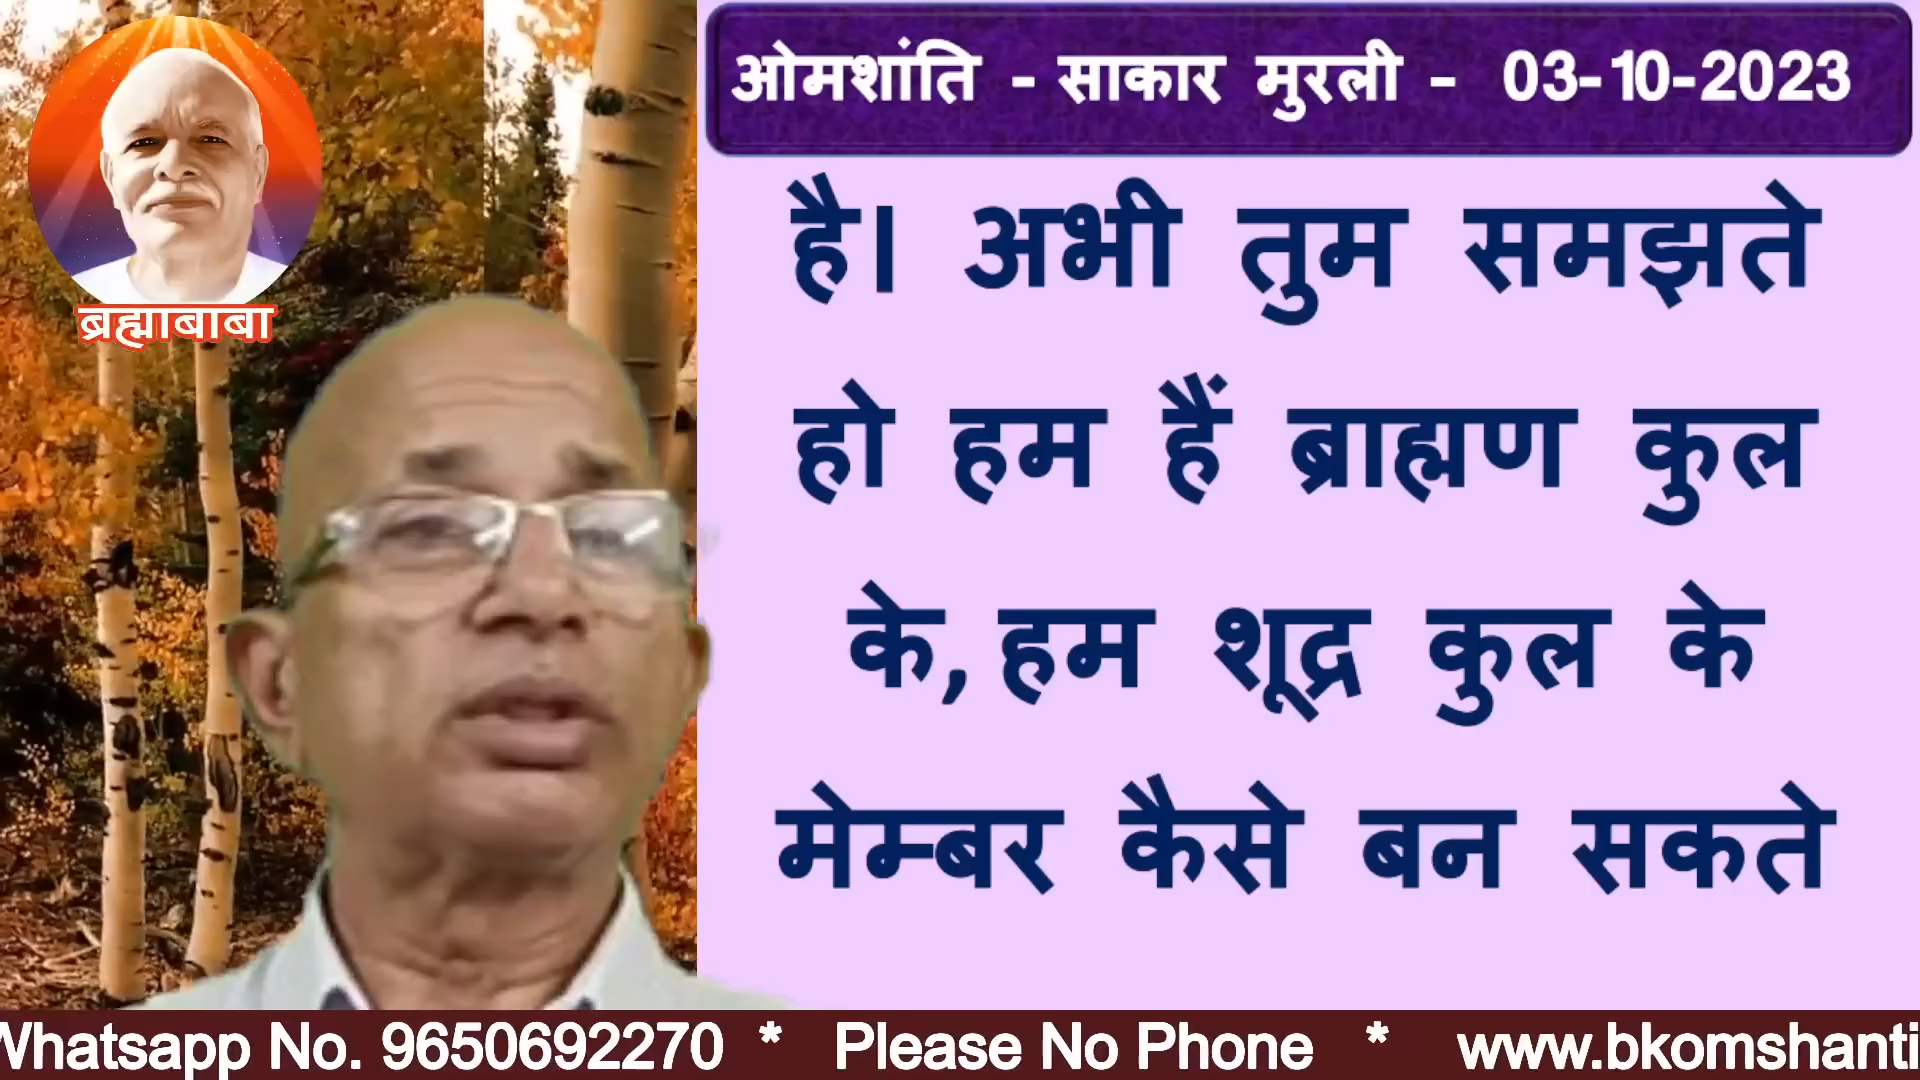 ओमशांति - साकार मुरली - 03-10-2023
ब्रह्माबाबा
है। अभी तुम समझते
हो हम हैं ब्राह्मण कुल
के, हम शूद्र कुल के
मेम्बर कैसे बन सकते
Whatsapp No. 9650692270 * Please No Phone * www.bkomshanti